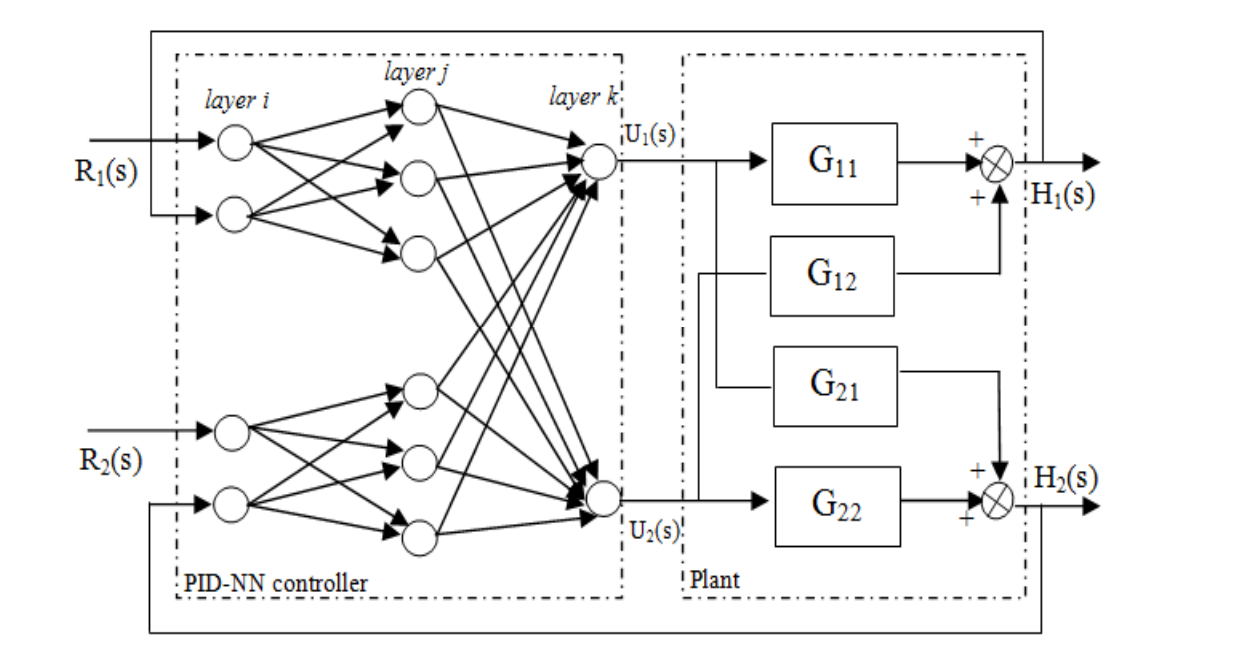 layer i
layer j
layer k
R₁(s)
R₂(s)
PID-NN controller
U₁(s)
U₂(s)
G₁₁
G₁₂
G₂₁
G₂₂
Plant
+
+
H₁(s)
+
+
H₂(s)